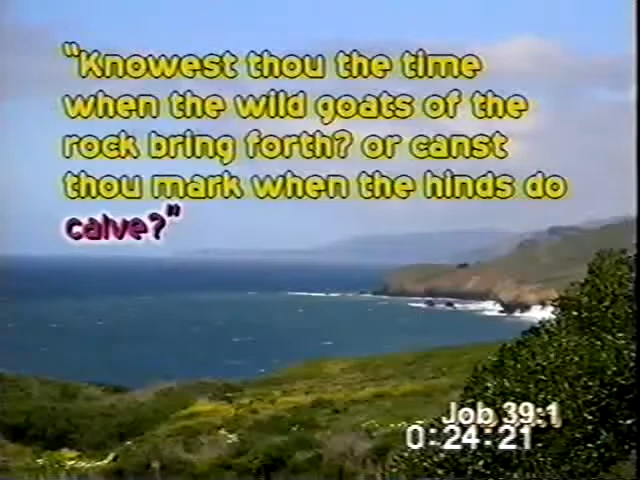 "Knowest thou the time
when the wild goats of the
rock bring forth? or canst
thou mark when the hinds do
calve?"
Job 39:1
0:24:21